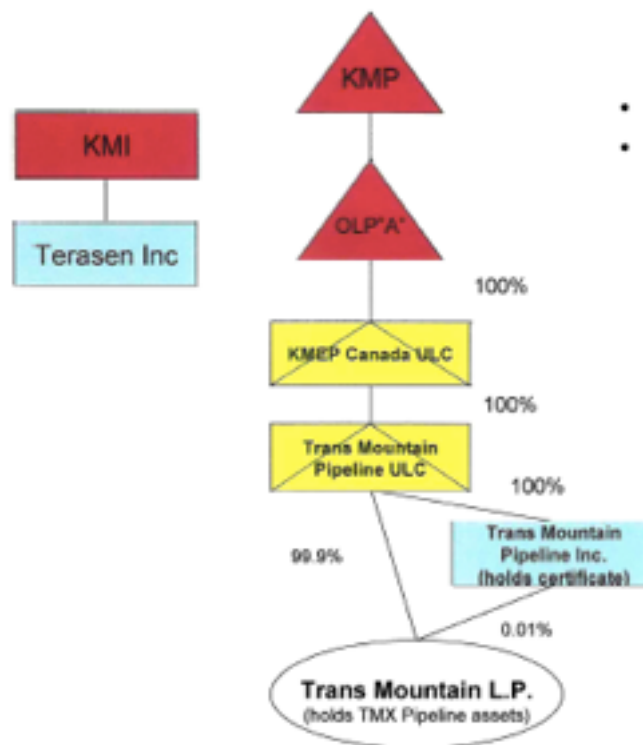 KMP
KMI
OLP"A"
Terasen Inc
100%
KMEP Canada ULC
100%
Trans Mountain
Pipeline ULC
100%
Trans Mountain
Pipeline Inc.
(holds certificate)
99.9%
0.01%
Trans Mountain L.P.
(holds TMX Pipeline assets)